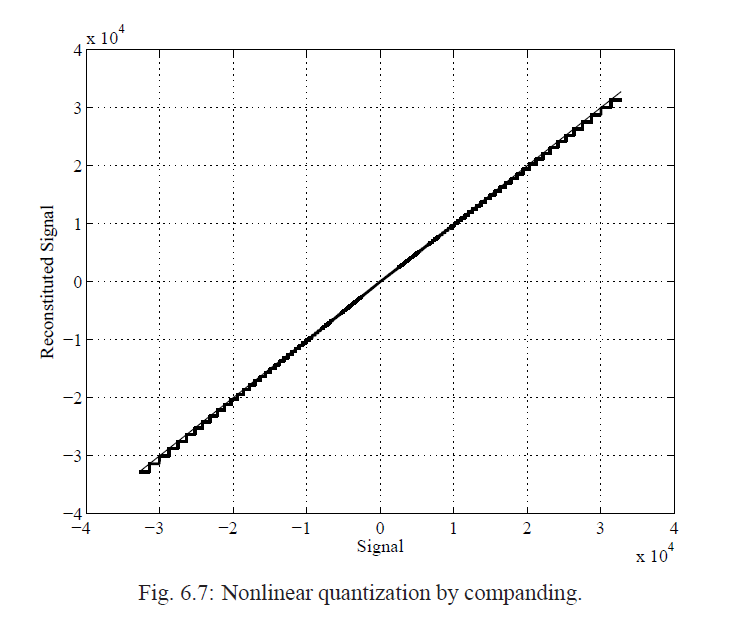 x 10^4
4
3
2
1
0
−1
−2
−3
−4
Reconstituted Signal
−4 −3 −2 −1 0 1 2 3 4
Signal
x 10^4
Fig. 6.7: Nonlinear quantization by companding.